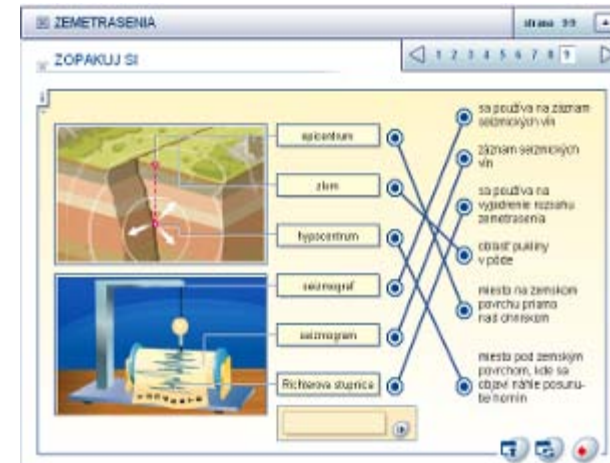 ZEMETRASENIA
strana 9/9
ZOPAKUJ SI
1 2 3 4 5 6 7 8 9
epicentrum
zlom
hypocentrum
seizmograf
seizmogram
Richterova stupnica
sa používa na záznam
seizmických vĺn
záznam seizmických
vĺn
sa používa na
vyjadrenie rozsahu
zemetrasenia
oblasť pukliny
v pôde
miesto na zemskom
povrchu priamo
nad ohniskom
miesto pod zemským
povrchom, kde sa
objaví náhle posunu-
tie hornín